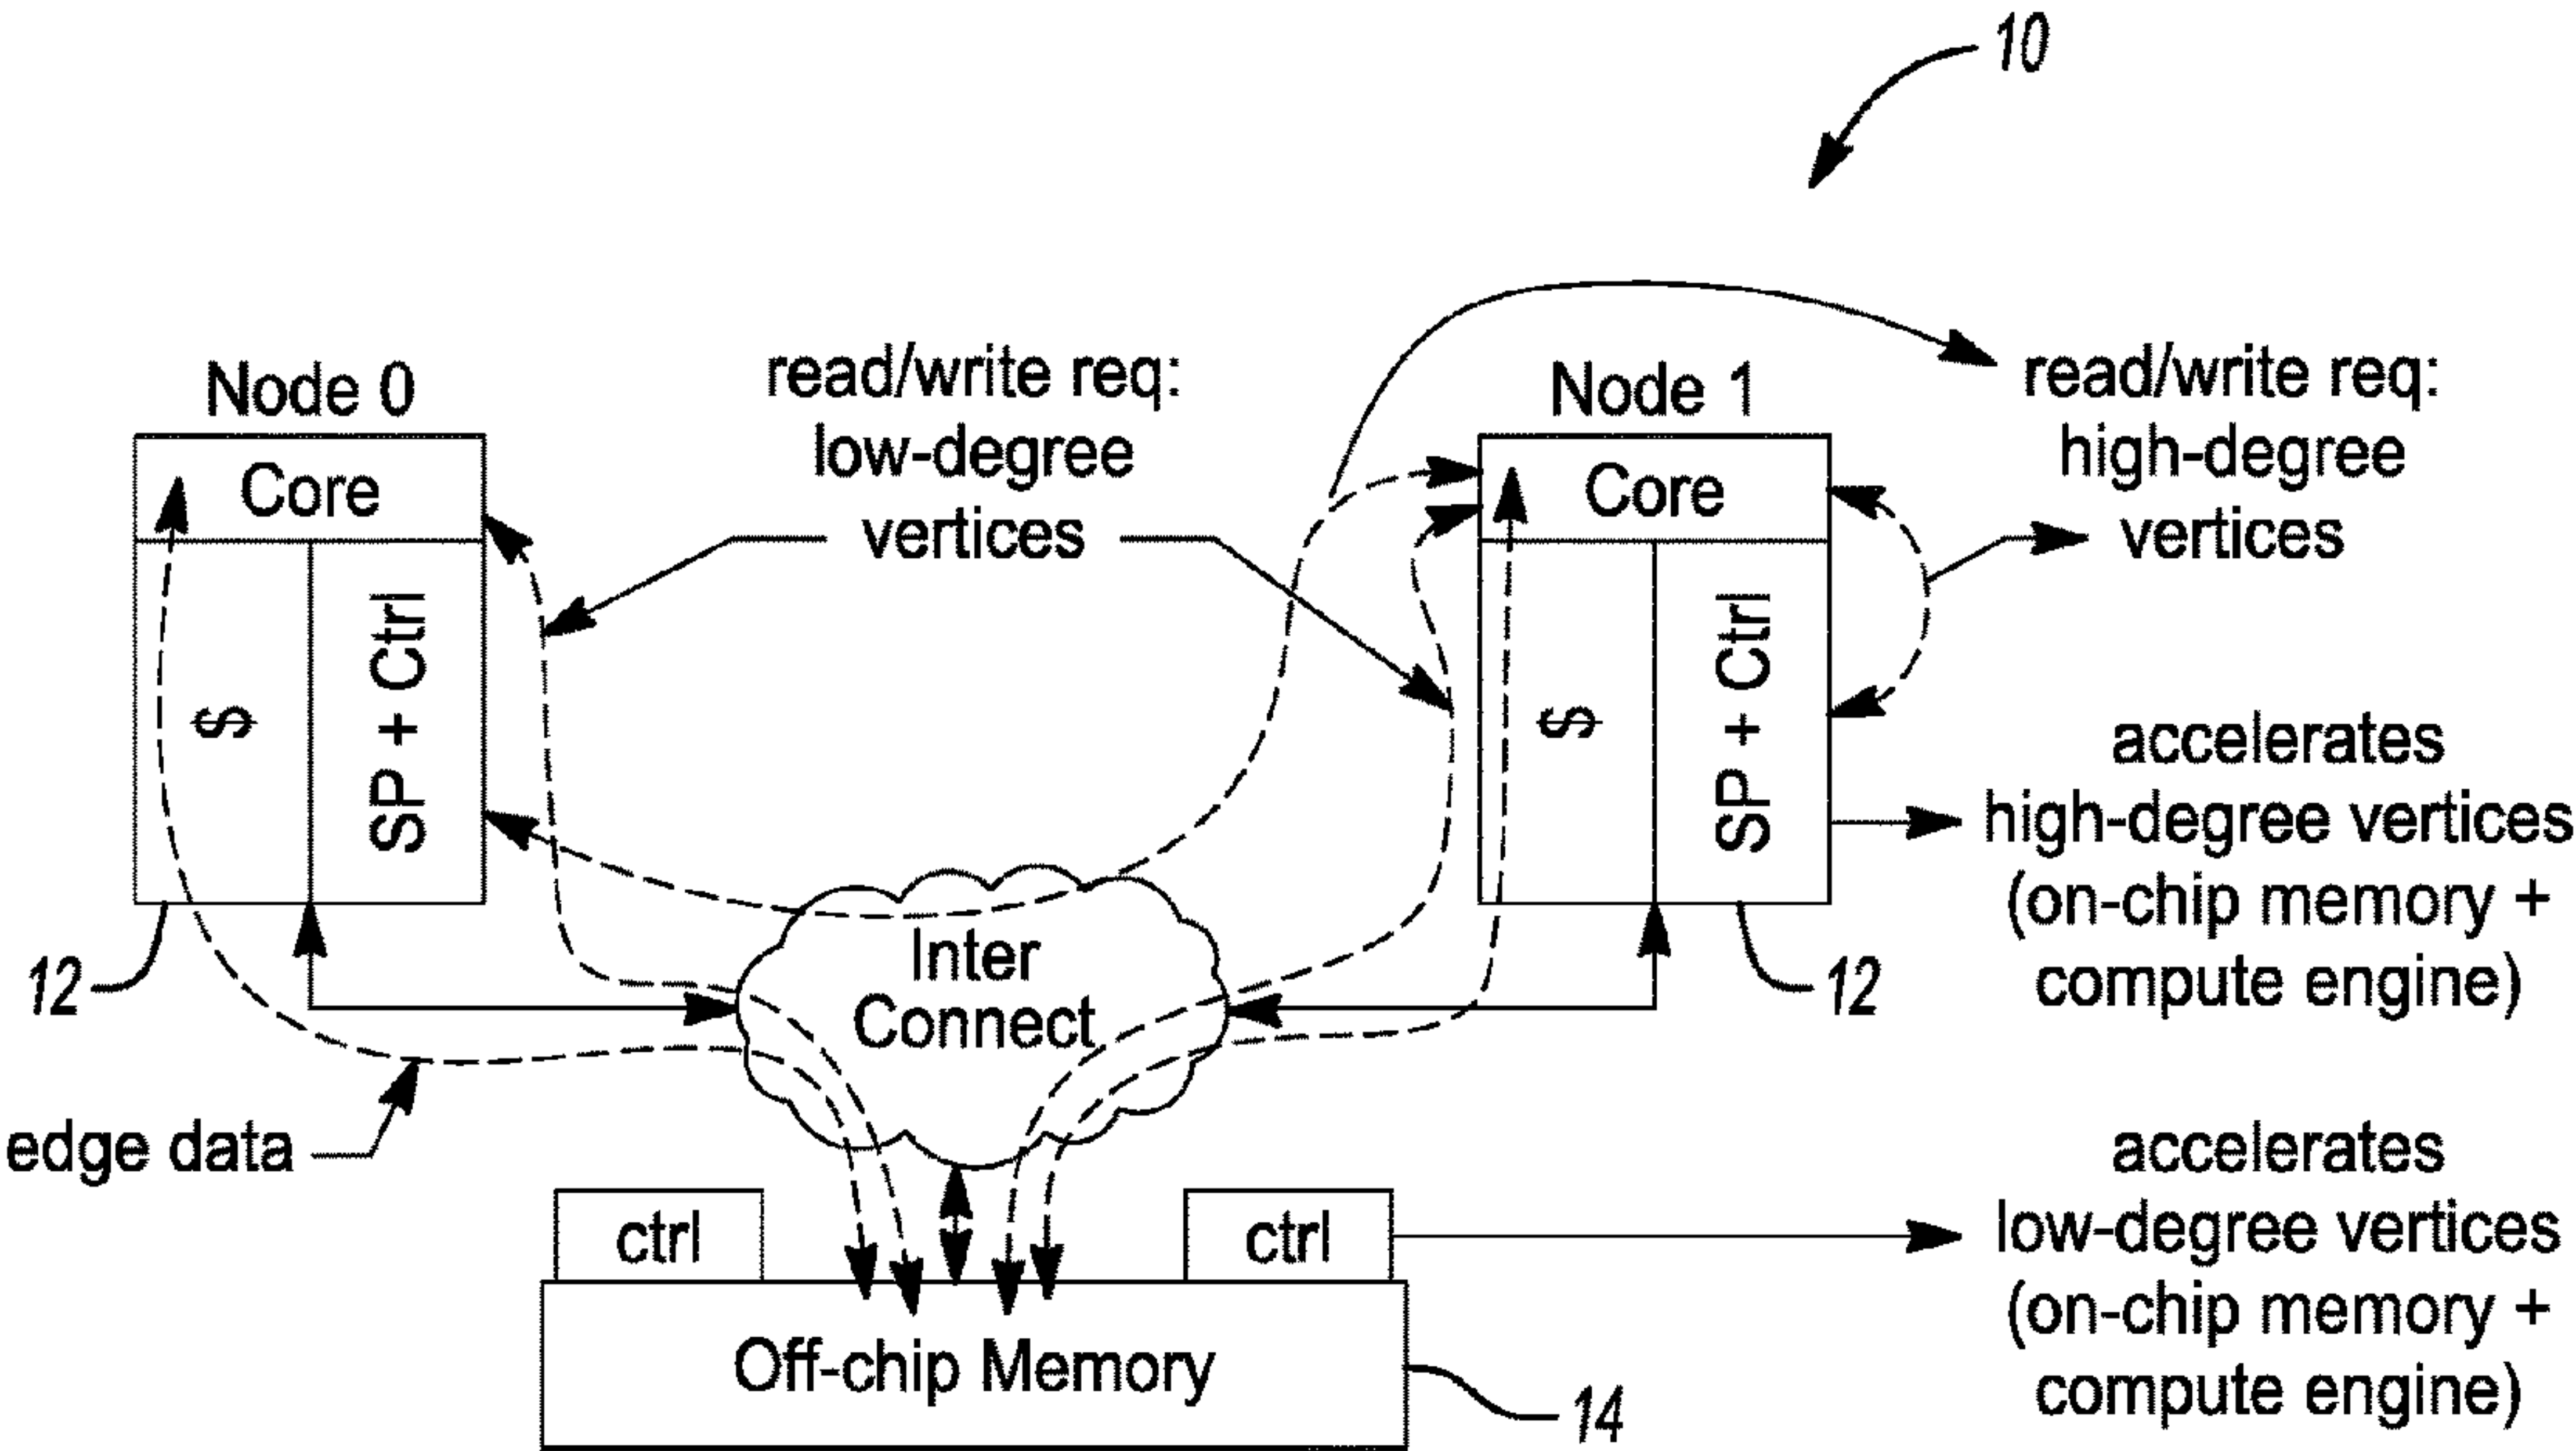 10
Node 0
Core
$
SP + Ctrl
12
read/write req:
low-degree
vertices
Node 1
Core
$
SP + Ctrl
12
read/write req:
high-degree
vertices
accelerates
high-degree vertices
(on-chip memory +
compute engine)
Inter
Connect
edge data
ctrl
ctrl
Off-chip Memory
14
accelerates
low-degree vertices
(on-chip memory +
compute engine)